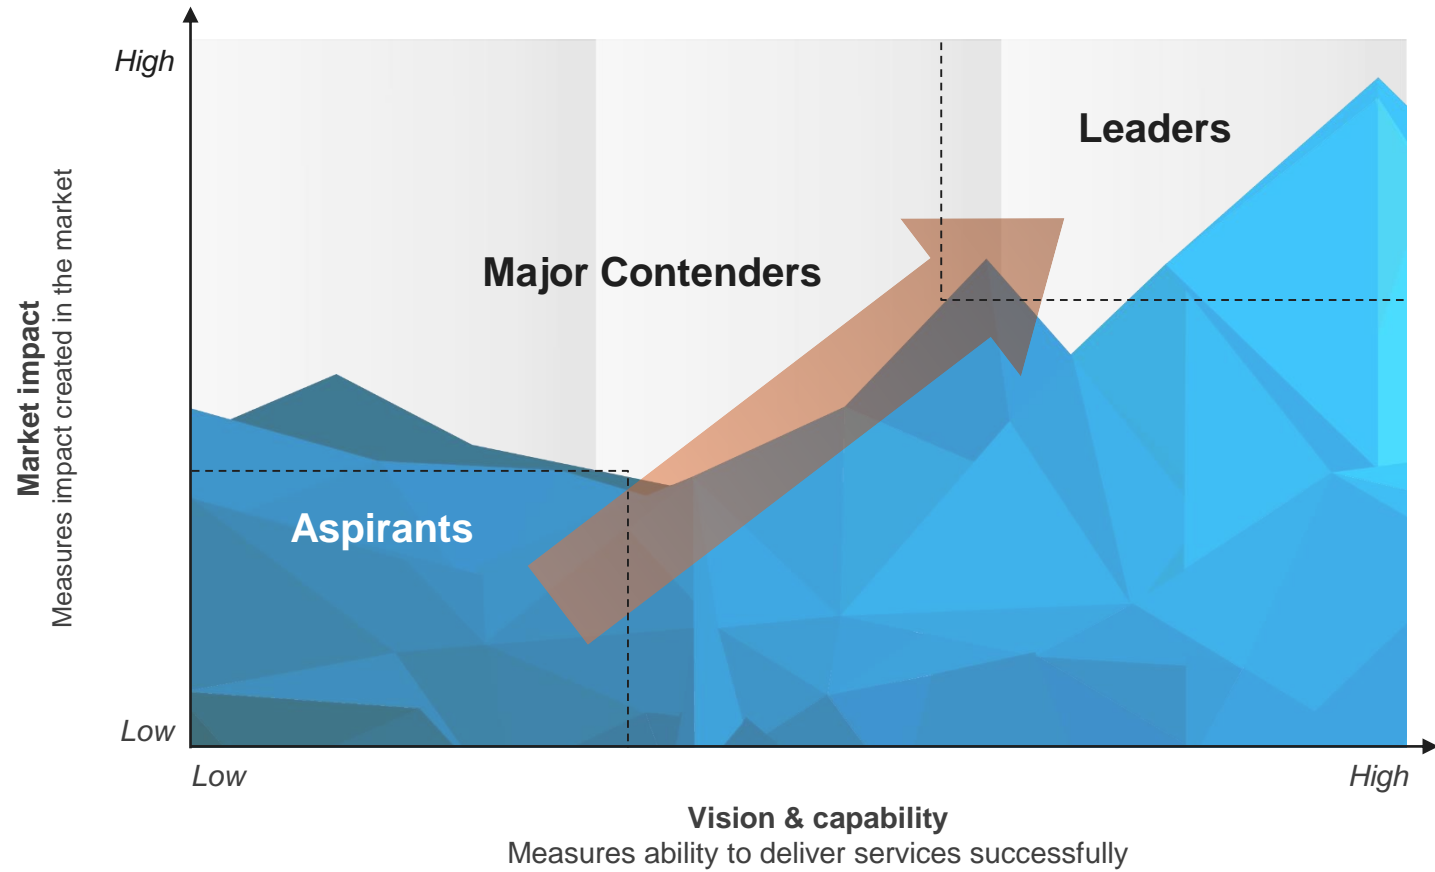 High
Leaders
Major Contenders
Market impact
Measures impact created in the market
Aspirants
Low
Low
High
Vision & capability
Measures ability to deliver services successfully